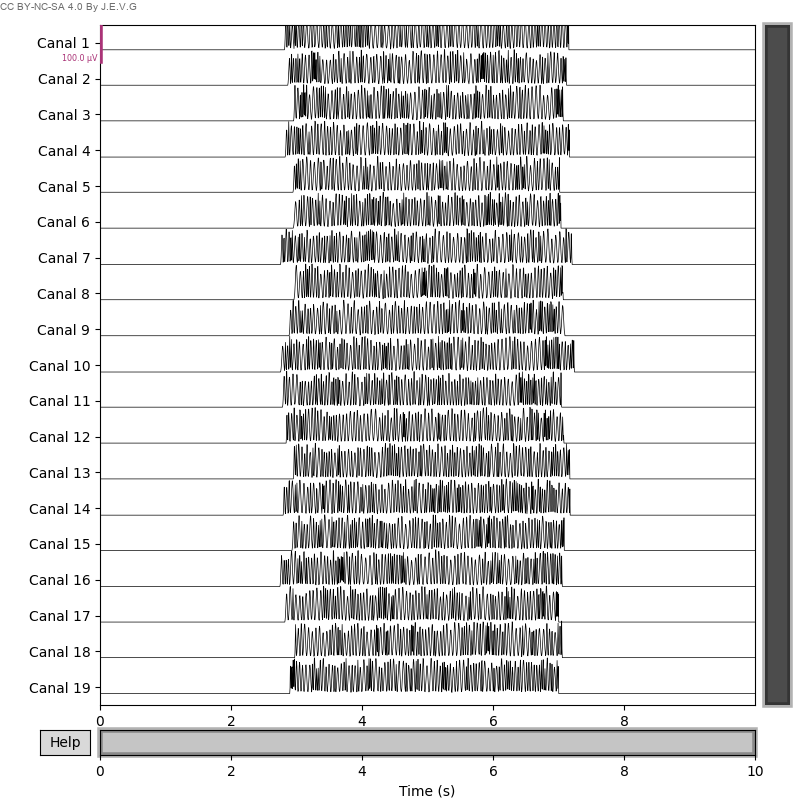 CC BY-NC-SA 4.0 By J.E.V.G
Canal 1
100.0 µV
Canal 2
Canal 3
Canal 4
Canal 5
Canal 6
Canal 7
Canal 8
Canal 9
Canal 10
Canal 11
Canal 12
Canal 13
Canal 14
Canal 15
Canal 16
Canal 17
Canal 18
Canal 19
0 2 4 6 8
Help
0 2 4 6 8 10
Time (s)